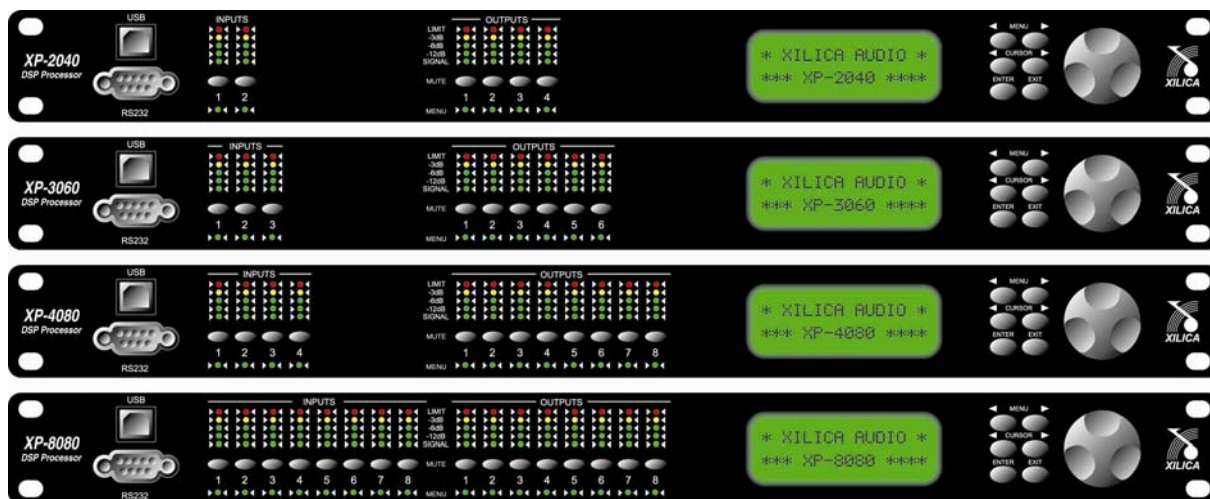 USB INPUTS OUTPUTS
LIMIT
-3dB
-6dB
-12dB
SIGNAL
XP-2040
DSP Processor
MUTE
1 2 1 2 3 4
RS232 MENU
* XILICA AUDIO *
*** XP-2040 ****
MENU
CURSOR
ENTER EXIT
XILICA
USB INPUTS OUTPUTS
LIMIT
-3dB
-6dB
-12dB
SIGNAL
XP-3060
DSP Processor
MUTE
1 2 3 1 2 3 4 5 6
RS232 MENU
* XILICA AUDIO *
*** XP-3060 ****
MENU
CURSOR
ENTER EXIT
XILICA
USB INPUTS OUTPUTS
LIMIT
-3dB
-6dB
-12dB
SIGNAL
XP-4080
DSP Processor
MUTE
1 2 3 4 1 2 3 4 5 6 7 8
RS232 MENU
* XILICA AUDIO *
*** XP-4080 ****
MENU
CURSOR
ENTER EXIT
XILICA
USB INPUTS OUTPUTS
LIMIT
-3dB
-6dB
-12dB
SIGNAL
XP-8080
DSP Processor
MUTE
1 2 3 4 5 6 7 8 1 2 3 4 5 6 7 8
RS232 MENU
* XILICA AUDIO *
*** XP-8080 ****
MENU
CURSOR
ENTER EXIT
XILICA